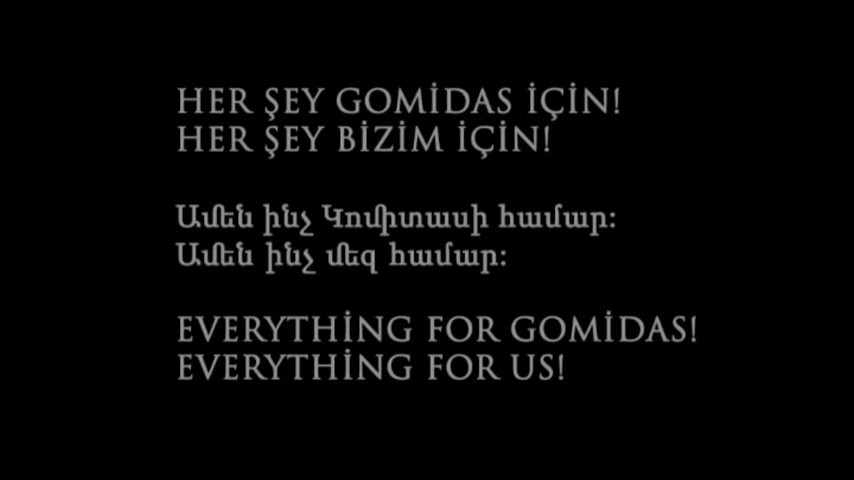 HER ŞEY GOMİDAS İÇİN!
HER ŞEY BİZİM İÇİN!
Ամեն ինչ Կոմիտասի համար:
Ամեն ինչ մեզ համար:
EVERYTHİNG FOR GOMİDAS!
EVERYTHİNG FOR US!